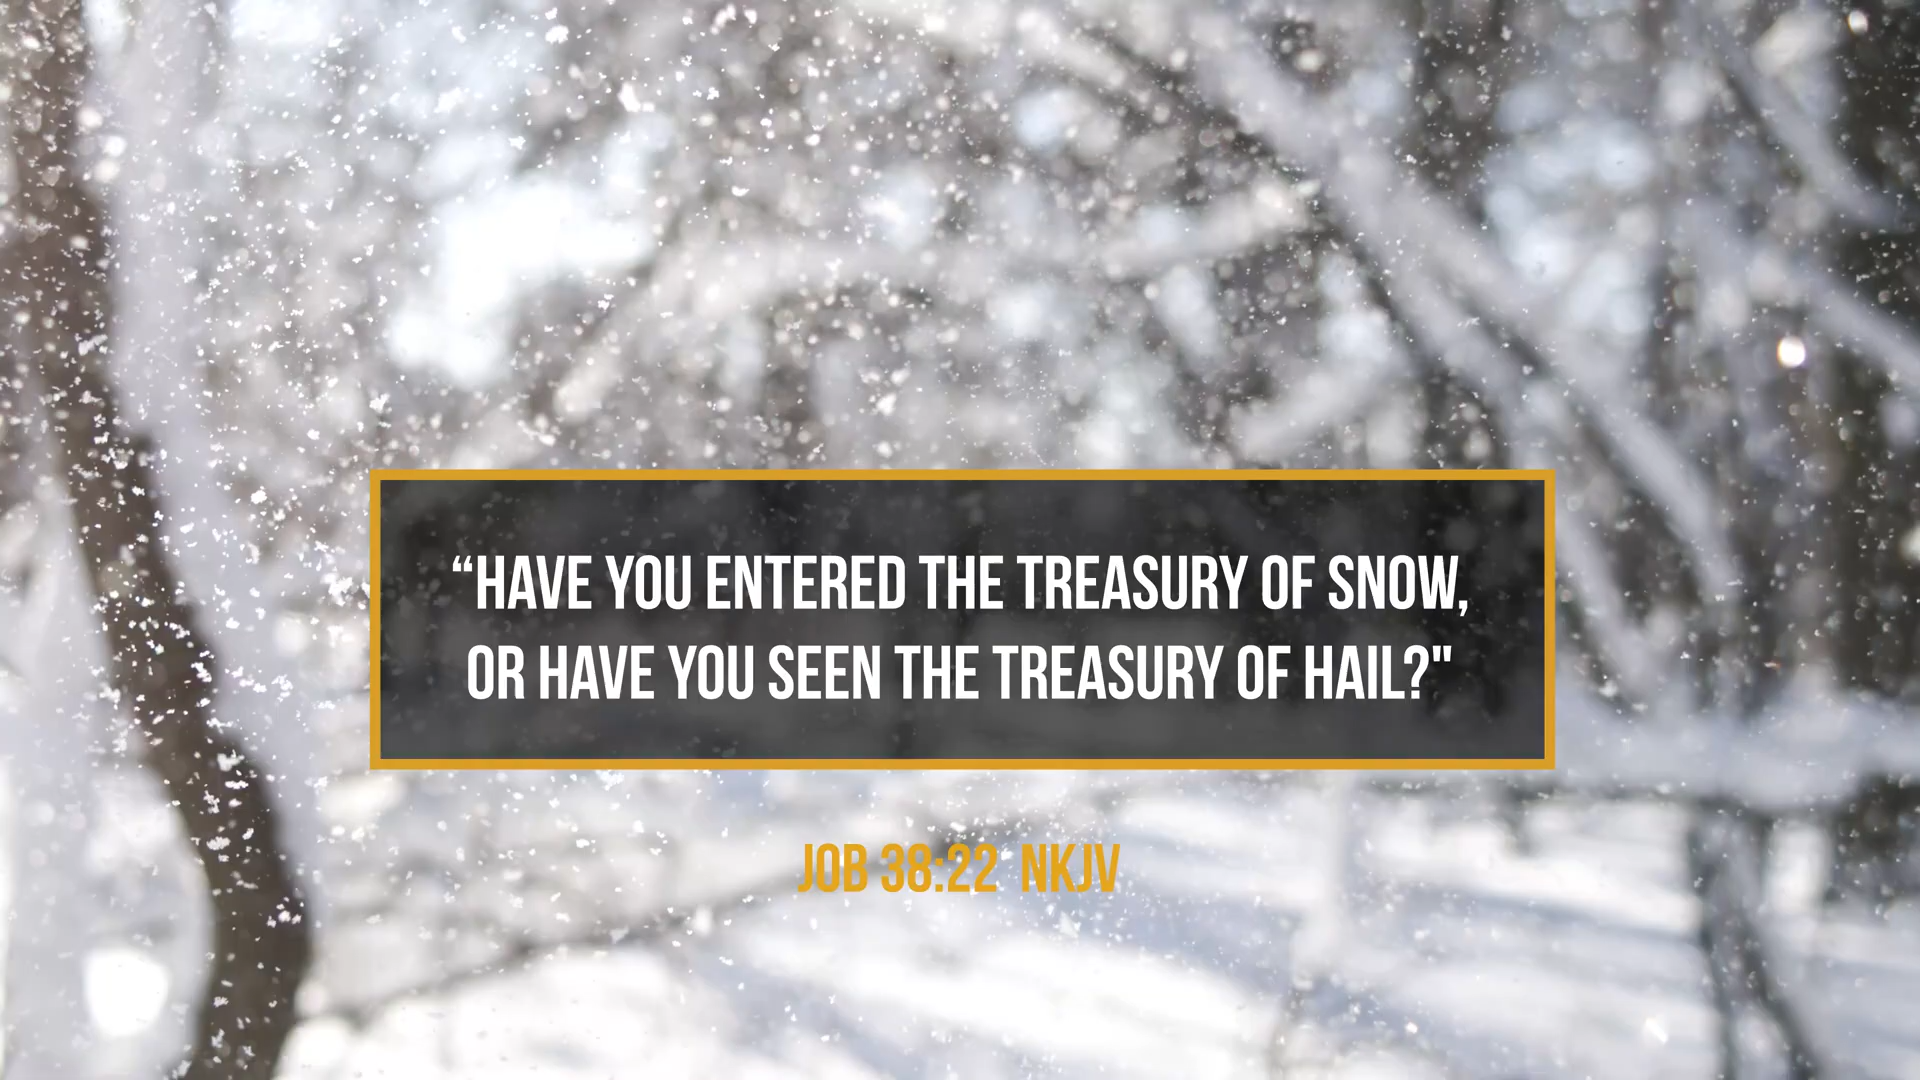 “HAVE YOU ENTERED THE TREASURY OF SNOW,
OR HAVE YOU SEEN THE TREASURY OF HAIL?"
JOB 38:22 NKJV